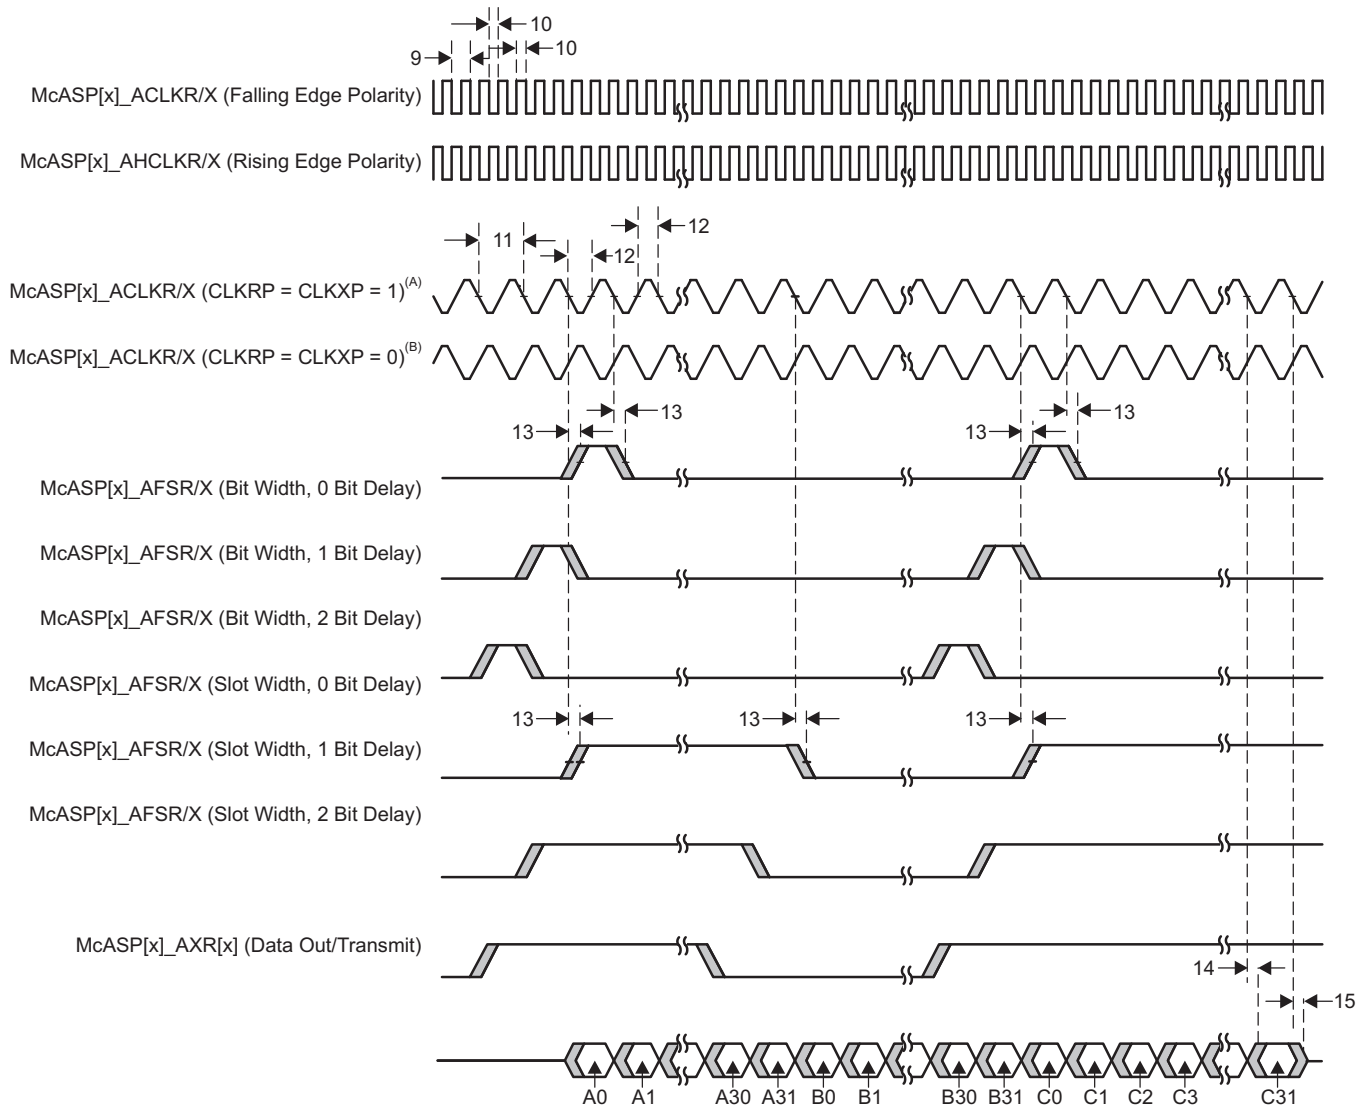 10
9
10
McASP[x]_ACLKR/X (Falling Edge Polarity)
McASP[x]_AHCLKR/X (Rising Edge Polarity)
12
11
12
McASP[x]_ACLKR/X (CLKRP = CLKXP = 1)(A)
McASP[x]_ACLKR/X (CLKRP = CLKXP = 0)(B)
13 13
13 13
McASP[x]_AFSR/X (Bit Width, 0 Bit Delay)
McASP[x]_AFSR/X (Bit Width, 1 Bit Delay)
McASP[x]_AFSR/X (Bit Width, 2 Bit Delay)
McASP[x]_AFSR/X (Slot Width, 0 Bit Delay)
13 13 13
McASP[x]_AFSR/X (Slot Width, 1 Bit Delay)
McASP[x]_AFSR/X (Slot Width, 2 Bit Delay)
McASP[x]_AXR[x] (Data Out/Transmit)
14
15
A0 A1 A30 A31 B0 B1 B30 B31 C0 C1 C2 C3 C31